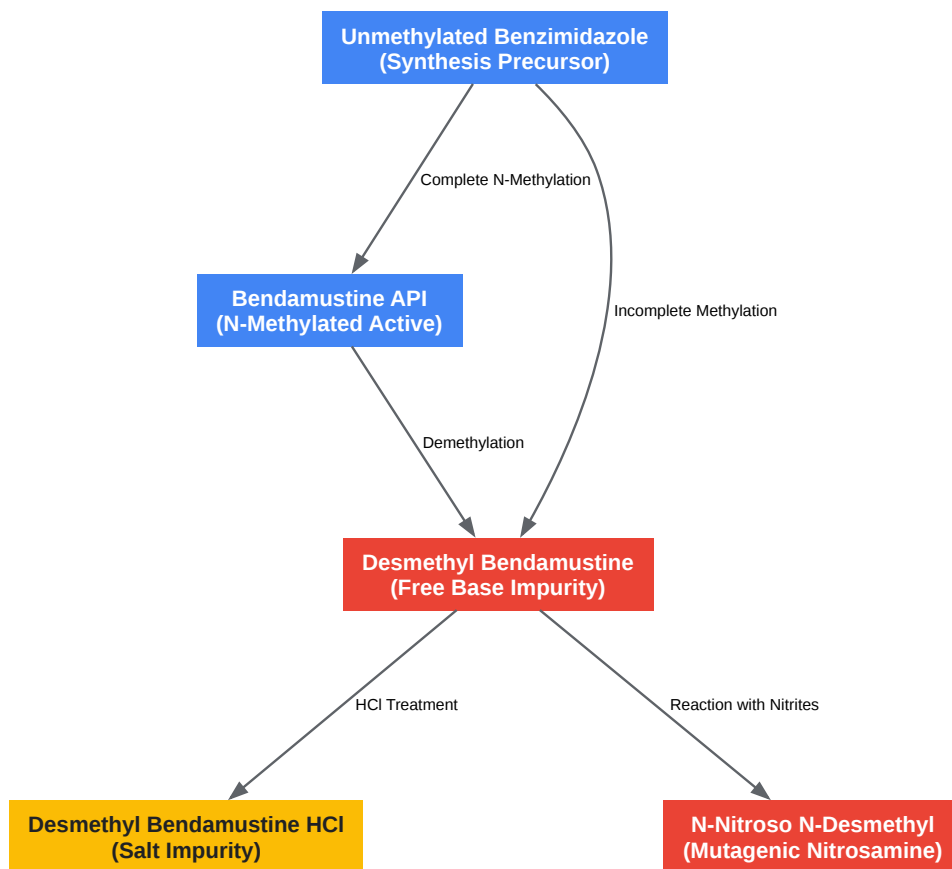 Unmethylated Benzimidazole
(Synthesis Precursor)
Complete N-Methylation
Bendamustine API
(N-Methylated Active)
Incomplete Methylation
Demethylation
Desmethyl Bendamustine
(Free Base Impurity)
HCl Treatment
Reaction with Nitrites
Desmethyl Bendamustine HCl
(Salt Impurity)
N-Nitroso N-Desmethyl
(Mutagenic Nitrosamine)